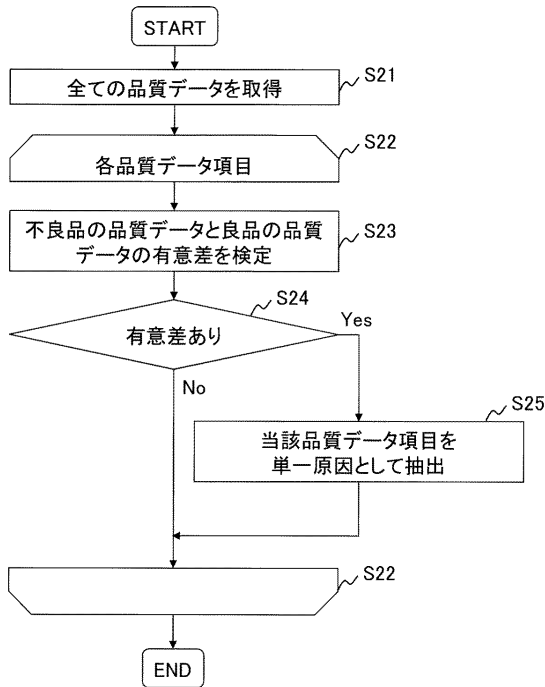 START
全ての品質データを取得
S21
各品質データ項目
S22
不良品の品質データと良品の品質
データの有意差を検定
S23
S24
有意差あり
Yes
No
S25
当該品質データ項目を
単一原因として抽出
S22
END